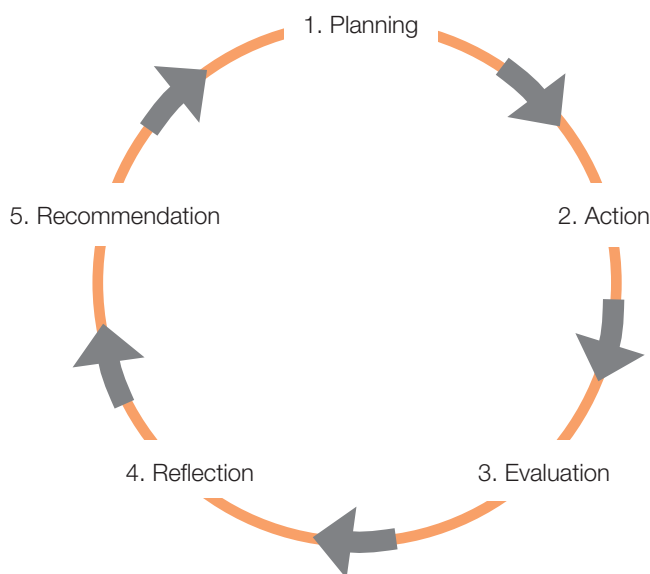 1. Planning
2. Action
3. Evaluation
4. Reflection
5. Recommendation